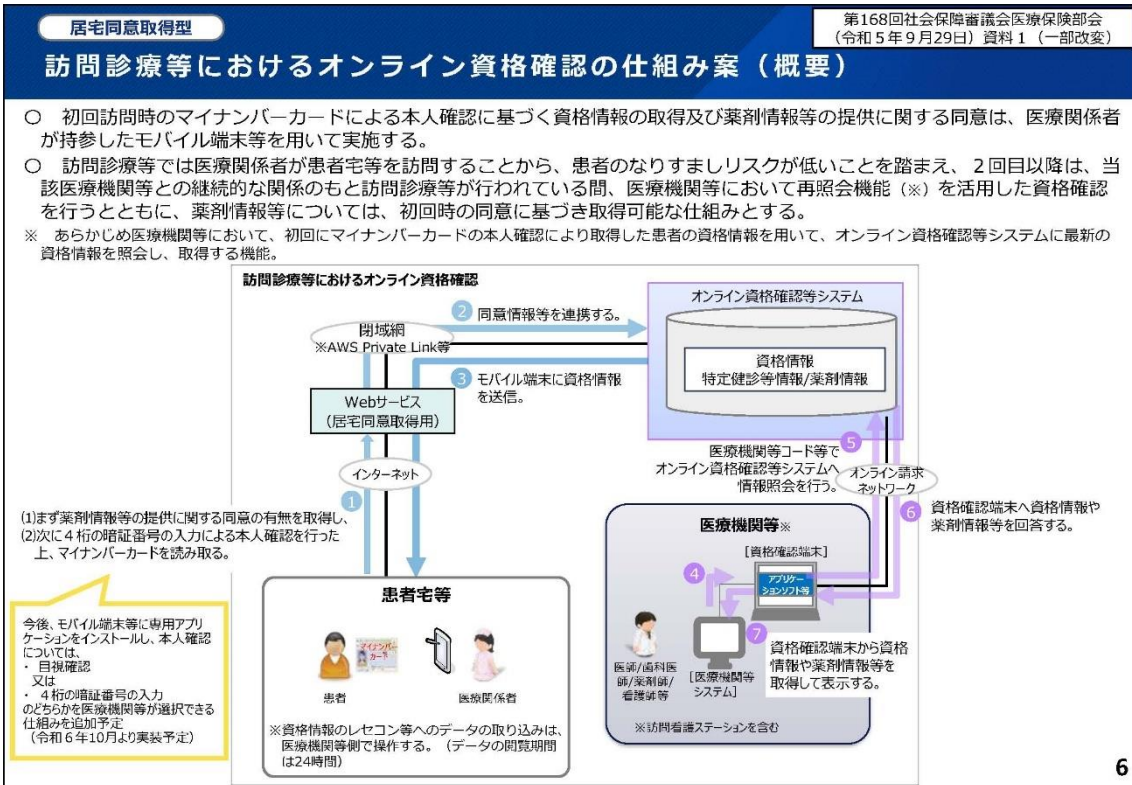 居宅同意取得型
第168回社会保障審議会医療保険部会
(令和5年9月29日)資料1(一部改変)
訪問診療等におけるオンライン資格確認の仕組み案(概要)
○ 初回訪問時のマイナンバーカードによる本人確認に基づく資格情報の取得及び薬剤情報等の提供に関する同意は、医療関係者
が持参したモバイル端末等を用いて実施する。
○ 訪問診療等では医療関係者が患者宅等を訪問することから、患者のなりすましリスクが低いことを踏まえ、2回目以降は、当
該医療機関等との継続的な関係のもと訪問診療等が行われている間、医療機関等において再照会機能(※)を活用した資格確認
を行うとともに、薬剤情報等については、初回時の同意に基づき取得可能な仕組みとする。
※ あらかじめ医療機関等において、初回にマイナンバーカードの本人確認により取得した患者の資格情報を用いて、オンライン資格確認等システムに最新の
資格情報を照会し、取得する機能。
訪問診療等におけるオンライン資格確認
オンライン資格確認等システム
2 同意情報等を連携する。
閉域網
※AWS Private Link等
資格情報
特定健診等情報/薬剤情報
3 モバイル端末に資格情報
を送信。
Webサービス
(居宅同意取得用)
5
医療機関等コード等で
オンライン資格確認等システムへ
情報照会を行う。
インターネット
オンライン請求
ネットワーク
1
6 資格確認端末へ資格情報や
薬剤情報等を回答する。
(1)まず薬剤情報等の提供に関する同意の有無を取得し、
(2)次に4桁の暗証番号の入力による本人確認を行った
上、マイナンバーカードを読み取る。
医療機関等※
[資格確認端末]
4
アプリケー
ションソフト等
患者宅等
今後、モバイル端末等に専用アプリ
ケーションをインストールし、本人確認
については、
・ 目視確認
又は
・ 4桁の暗証番号の入力
のどちらかを医療機関等が選択できる
仕組みを追加予定
(令和6年10月より実装予定)
マイナンバー
カード
患者
医療関係者
7
資格確認端末から資格
情報や薬剤情報等を
取得して表示する。
医師/歯科医
師/薬剤師/
看護師等
[医療機関等
システム]
※資格情報のレセコン等へのデータの取り込みは、
医療機関等側で操作する。(データの閲覧期間
は24時間)
※訪問看護ステーションを含む
6